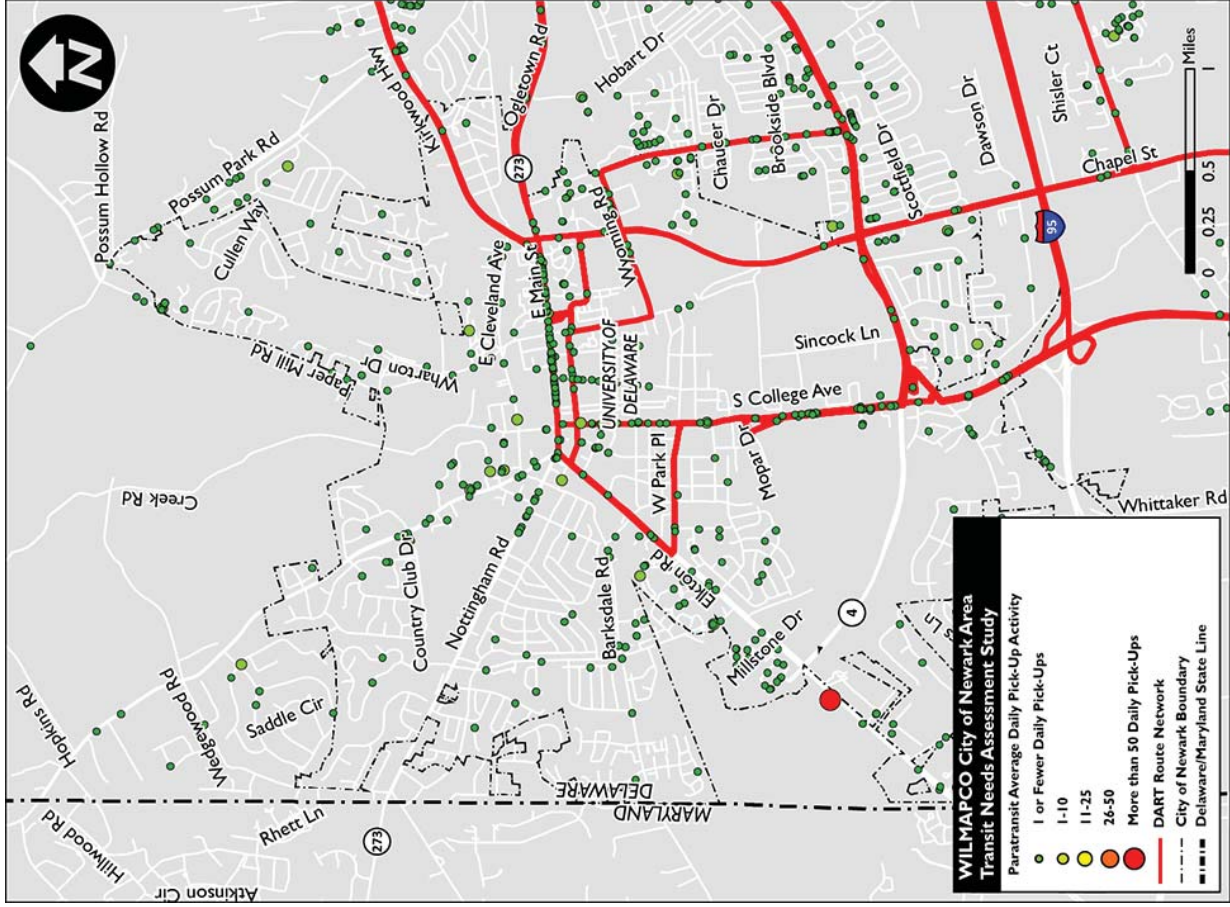 N
Possum Hollow Rd
Possum Park Rd
Kirkwood Hwy
Ogletown Rd
Hobart Dr
Cullen Way
273
Hopkins Rd
Creek Rd
Paper Mill Rd
Wharton Dr
E Cleveland Ave
E Main St
Wyoming Rd
Chaucer Dr
Brookside Blvd
Hillwood Rd
Wedgewood Rd
Country Club Dr
UNIVERSITY OF
DELAWARE
Scottfield Dr
Dawson Dr
Shisler Ct
Chapel St
Saddle Cir
Nottingham Rd
Sincock Ln
S College Ave
95
Rhett Ln
Barksdale Rd
W Park Pl
Mopar Dr
Atkinson Cir
273
DELAWARE
MARYLAND
Elkton Rd
Millstone Dr
4
Whittaker Rd
s Ln
0 0.25 0.5 1
Miles
WILMAPCO City of Newark Area
Transit Needs Assessment Study
Paratransit Average Daily Pick-Up Activity
1 or Fewer Daily Pick-Ups
1-10
11-25
26-50
More than 50 Daily Pick-Ups
DART Route Network
City of Newark Boundary
Delaware/Maryland State Line